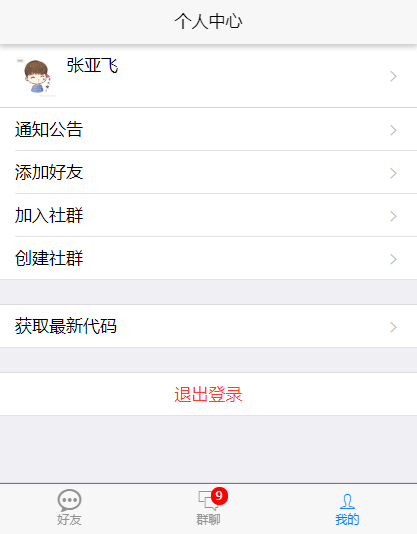 个人中心
张亚飞
通知公告
添加好友
加入社群
创建社群
获取最新代码
退出登录
9
好友
群聊
我的